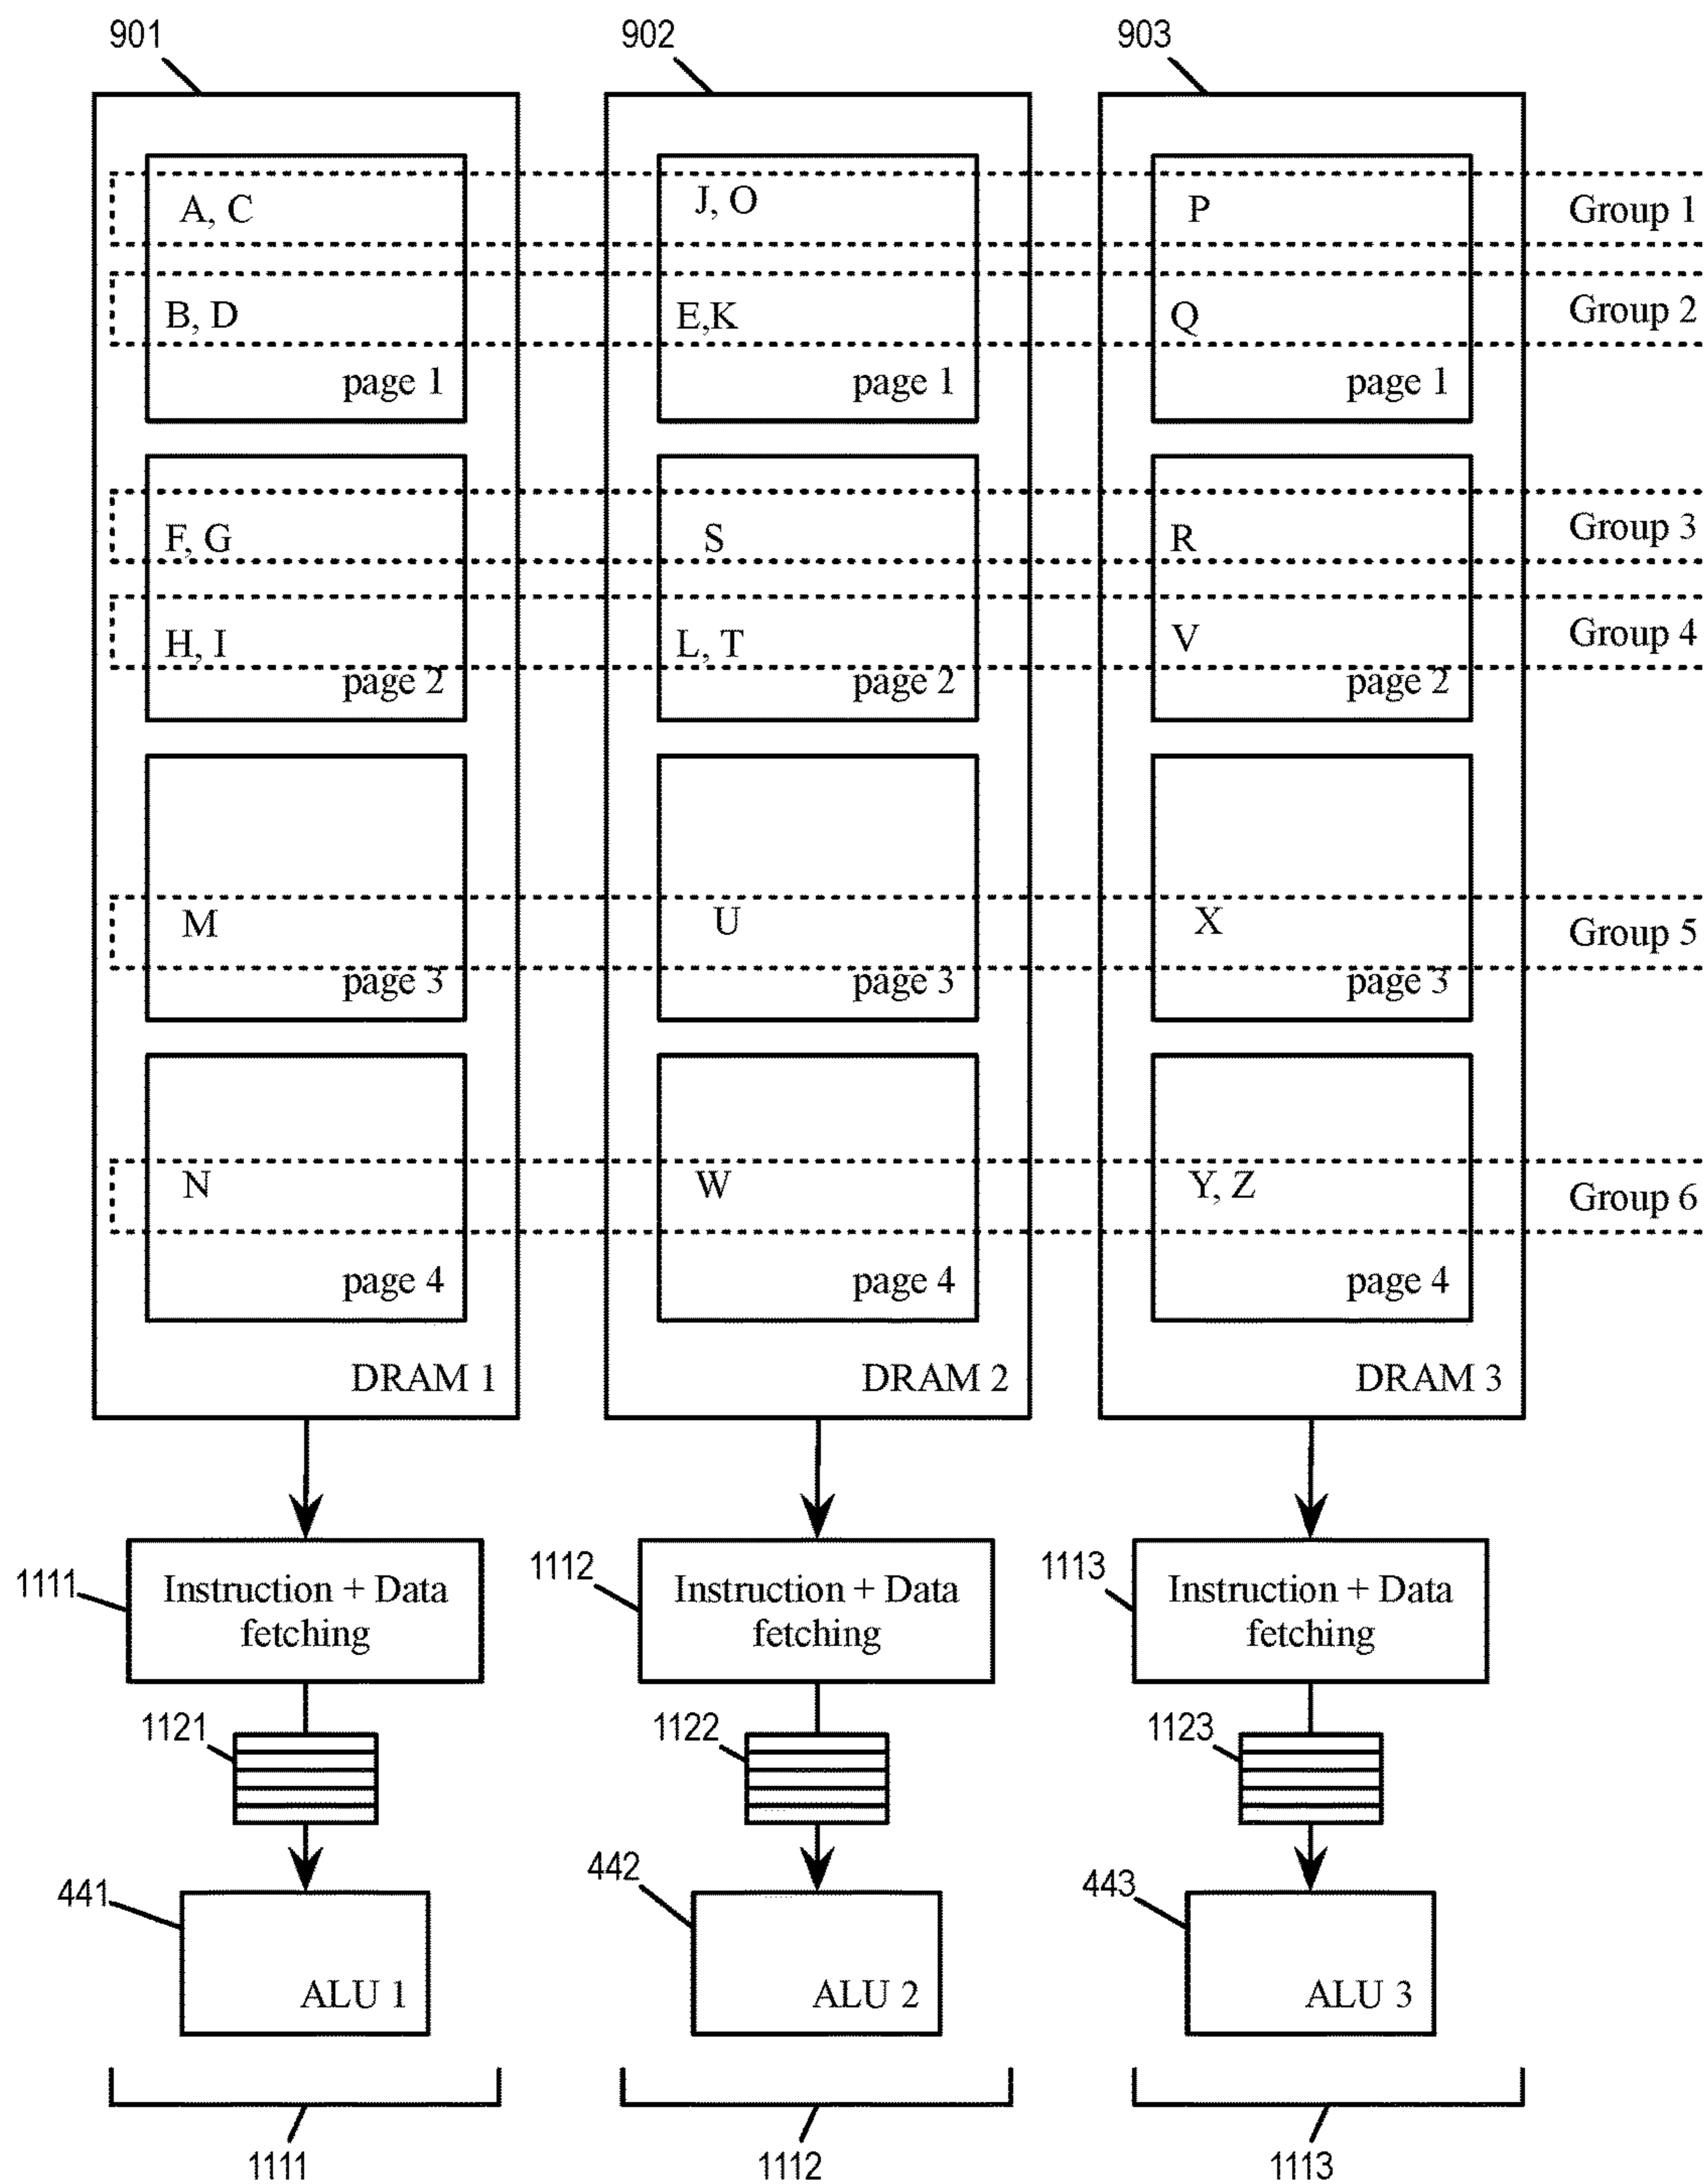 901 902 903
A, C J, O P Group 1
B, D E,K Q Group 2
page 1 page 1 page 1
F, G S R Group 3
H, I L, T V Group 4
page 2 page 2 page 2
M U X Group 5
page 3 page 3 page 3
N W Y, Z Group 6
page 4 page 4 page 4
DRAM 1 DRAM 2 DRAM 3
1111 Instruction + Data 1112 Instruction + Data 1113 Instruction + Data
fetching fetching fetching
1121 1122 1123
441 442 443
ALU 1 ALU 2 ALU 3
1111 1112 1113